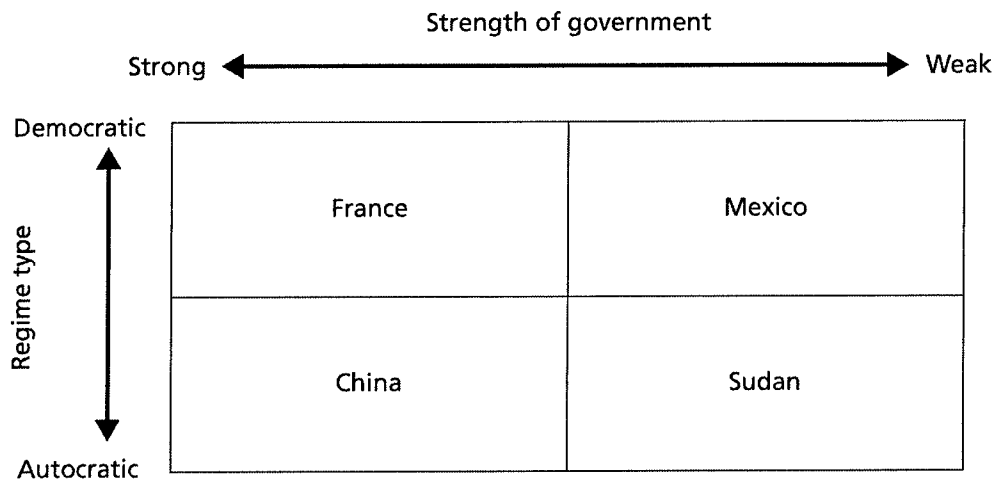 Strength of government
Strong
Weak
Democratic
France
Mexico
Regime type
China
Sudan
Autocratic